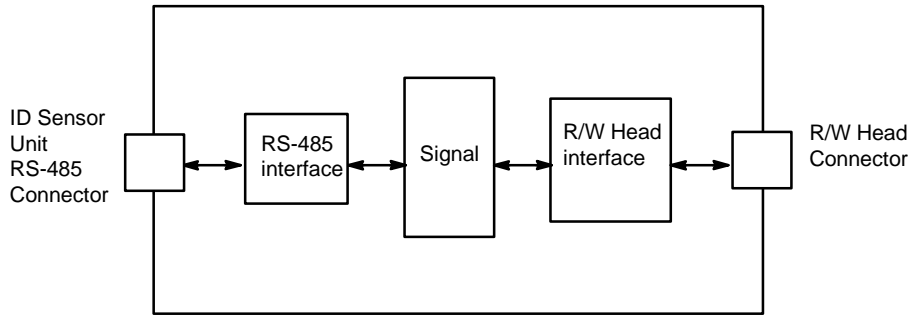 ID Sensor
Unit
RS-485
Connector
RS-485
interface
Signal
R/W Head
interface
R/W Head
Connector